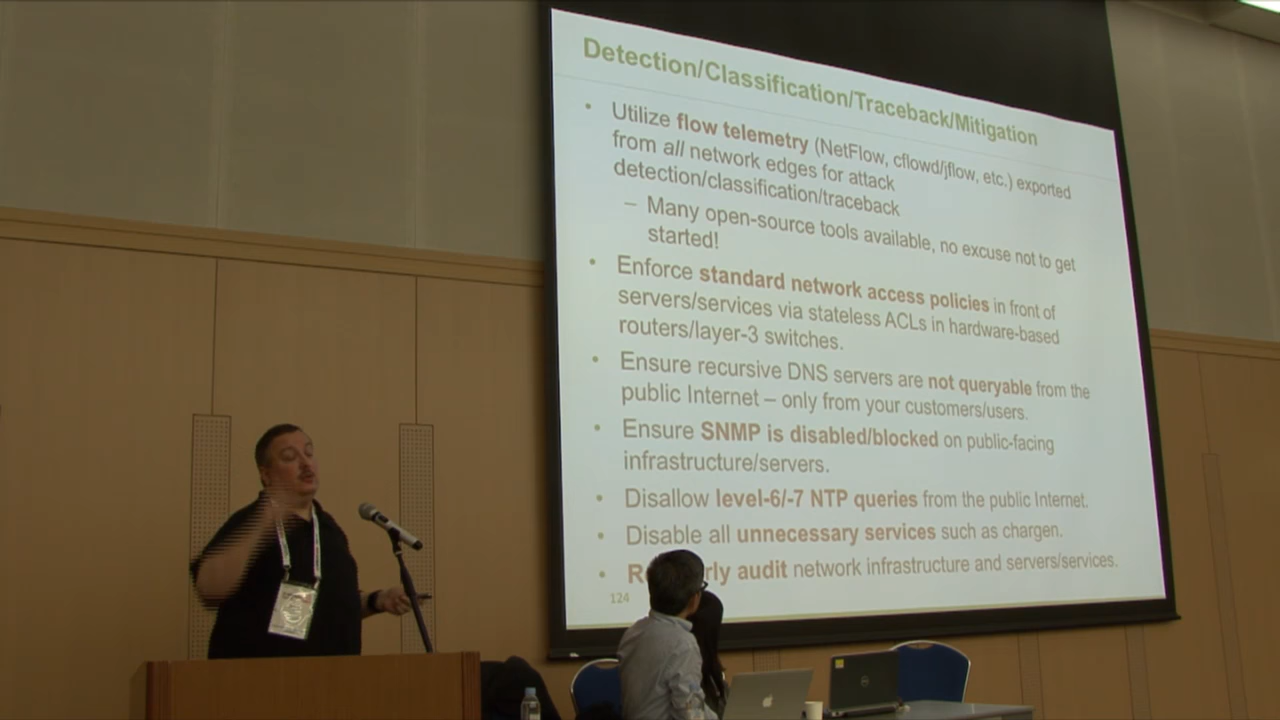 Detection/Classification/Traceback/Mitigation
• Utilize flow telemetry (NetFlow, cflowd/jflow, etc.) exported
from all network edges for attack
detection/classification/traceback
– Many open-source tools available, no excuse not to get
started!
• Enforce standard network access policies in front of
servers/services via stateless ACLs in hardware-based
routers/layer-3 switches.
• Ensure recursive DNS servers are not queryable from the
public Internet – only from your customers/users.
• Ensure SNMP is disabled/blocked on public-facing
infrastructure/servers.
• Disallow level-6/-7 NTP queries from the public Internet.
• Disable all unnecessary services such as chargen.
• audit network infrastructure and servers/services.
124